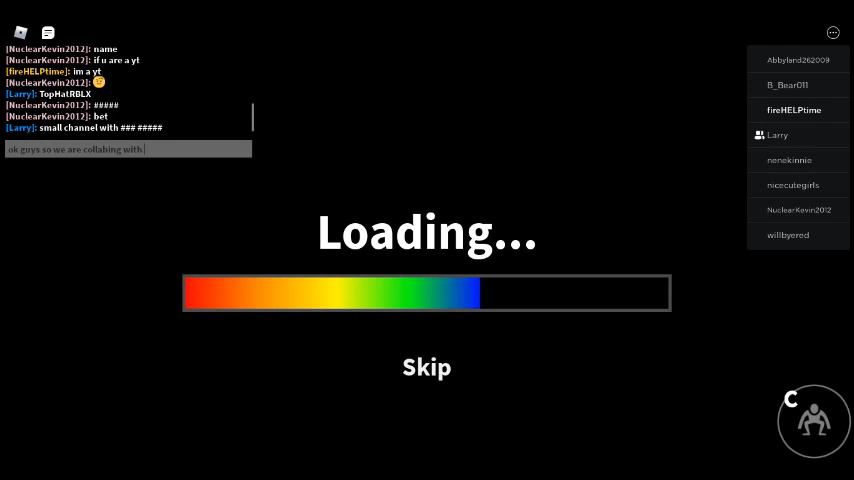 [NuclearKevin2012]: name
[NuclearKevin2012]: if u are a yt
[fireHELPtime]: im a yt
[NuclearKevin2012]: 🤨
[Larry]: TopHatRBLX
[NuclearKevin2012]: #####
[NuclearKevin2012]: bet
[Larry]: small channel with ### #####
ok guys so we are collabing with
Abbyland262009
B_Bear011
fireHELPtime
Larry
nenekinnie
nicecutegirls
NuclearKevin2012
willbyered
Loading...
Skip
C